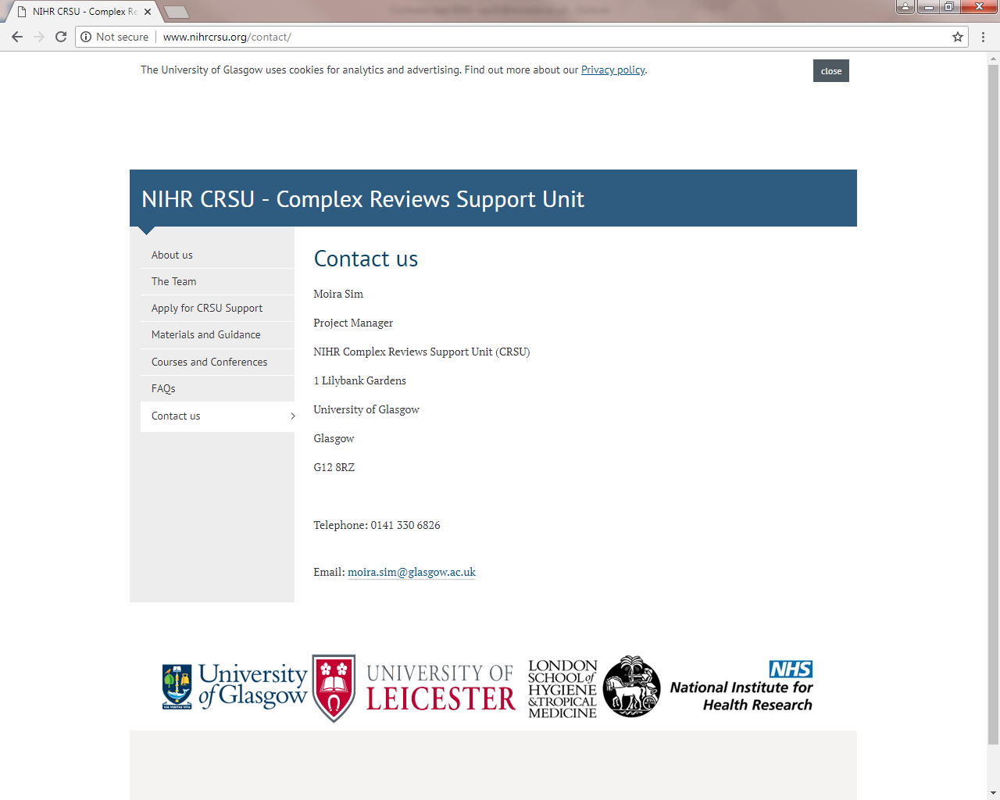 NIHR CRSU - Complex Re
Not secure
www.nihrcrsu.org/contact/
The University of Glasgow uses cookies for analytics and advertising. Find out more about our Privacy policy.
close
NIHR CRSU - Complex Reviews Support Unit
About us
The Team
Apply for CRSU Support
Materials and Guidance
Courses and Conferences
FAQs
Contact us
Contact us
Moira Sim
Project Manager
NIHR Complex Reviews Support Unit (CRSU)
1 Lilybank Gardens
University of Glasgow
Glasgow
G12 8RZ
Telephone: 0141 330 6826
Email: moira.sim@glasgow.ac.uk
University
of Glasgow
VIA VERITAS VITA
UNIVERSITY OF
LEICESTER
LONDON
SCHOOL of
HYGIENE
& TROPICAL
MEDICINE
NHS
National Institute for
Health Research